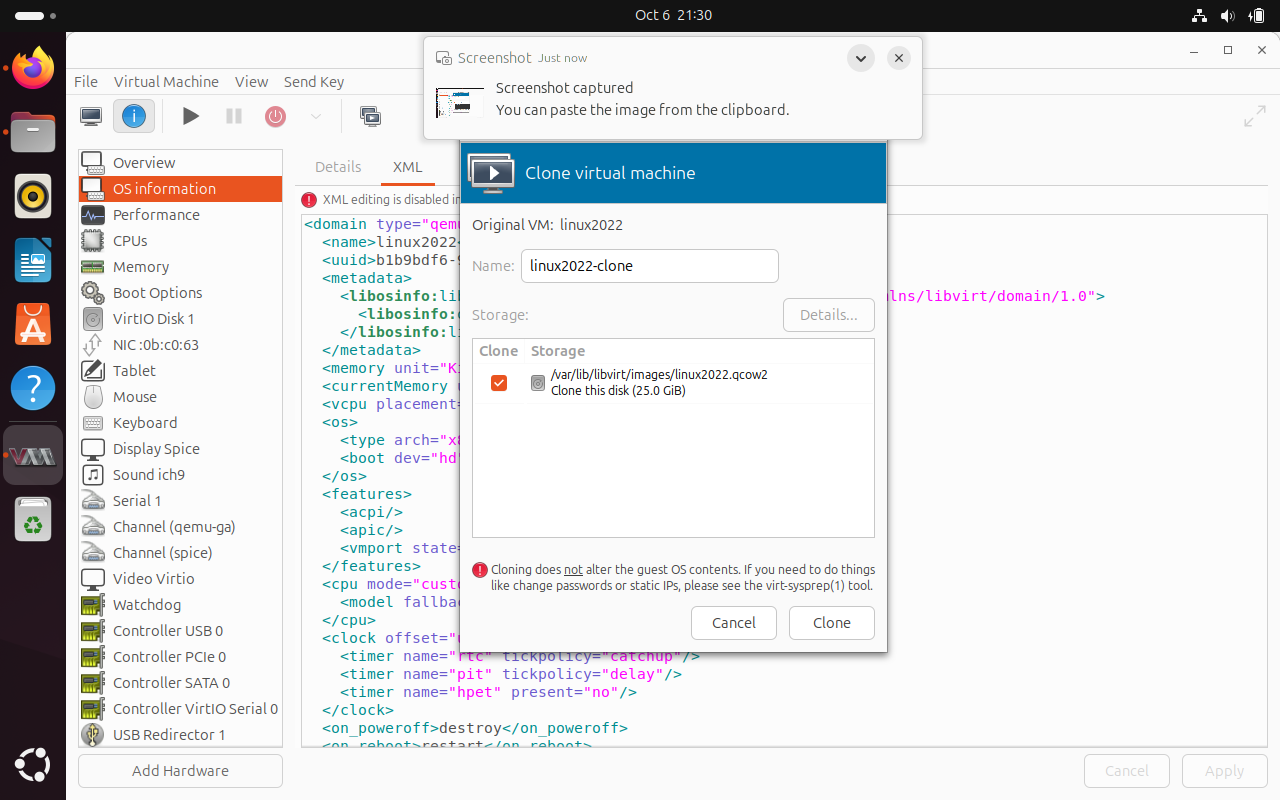 Oct 6 21:30
Screenshot Just now
Screenshot captured
You can paste the image from the clipboard.
File Virtual Machine View Send Key
Overview
OS information
Performance
CPUs
Memory
Boot Options
VirtIO Disk 1
NIC :0b:c0:63
Tablet
Mouse
Keyboard
Display Spice
Sound ich9
Serial 1
Channel (qemu-ga)
Channel (spice)
Video Virtio
Watchdog
Controller USB 0
Controller PCIe 0
Controller SATA 0
Controller VirtIO Serial 0
USB Redirector 1
Add Hardware
Details XML
XML editing is disabled in
<domain type="qemu
<name>linux2022<
<uuid>b1b9bdf6-9
<metadata>
<libosinfo:lib
lns/libvirt/domain/1.0">
<libosinfo:o
</libosinfo:li
</metadata>
<memory unit="Ki
<currentMemory u
<vcpu placement=
<os>
<type arch="x8
<boot dev="hd"
</os>
<features>
<acpi/>
<apic/>
<vmport state=
</features>
<cpu mode="custo
<model fallba
</cpu>
<clock offset="u
<timer name="rtc" tickpolicy="catchup"/>
<timer name="pit" tickpolicy="delay"/>
<timer name="hpet" present="no"/>
</clock>
<on_poweroff>destroy</on_poweroff>
<on_reboot>restart</on_reboot>
Clone virtual machine
Original VM: linux2022
Name: linux2022-clone
Storage:
Details...
Clone Storage
/var/lib/libvirt/images/linux2022.qcow2
Clone this disk (25.0 GiB)
Cloning does not alter the guest OS contents. If you need to do things
like change passwords or static IPs, please see the virt-sysprep(1) tool.
Cancel Clone
Cancel Apply